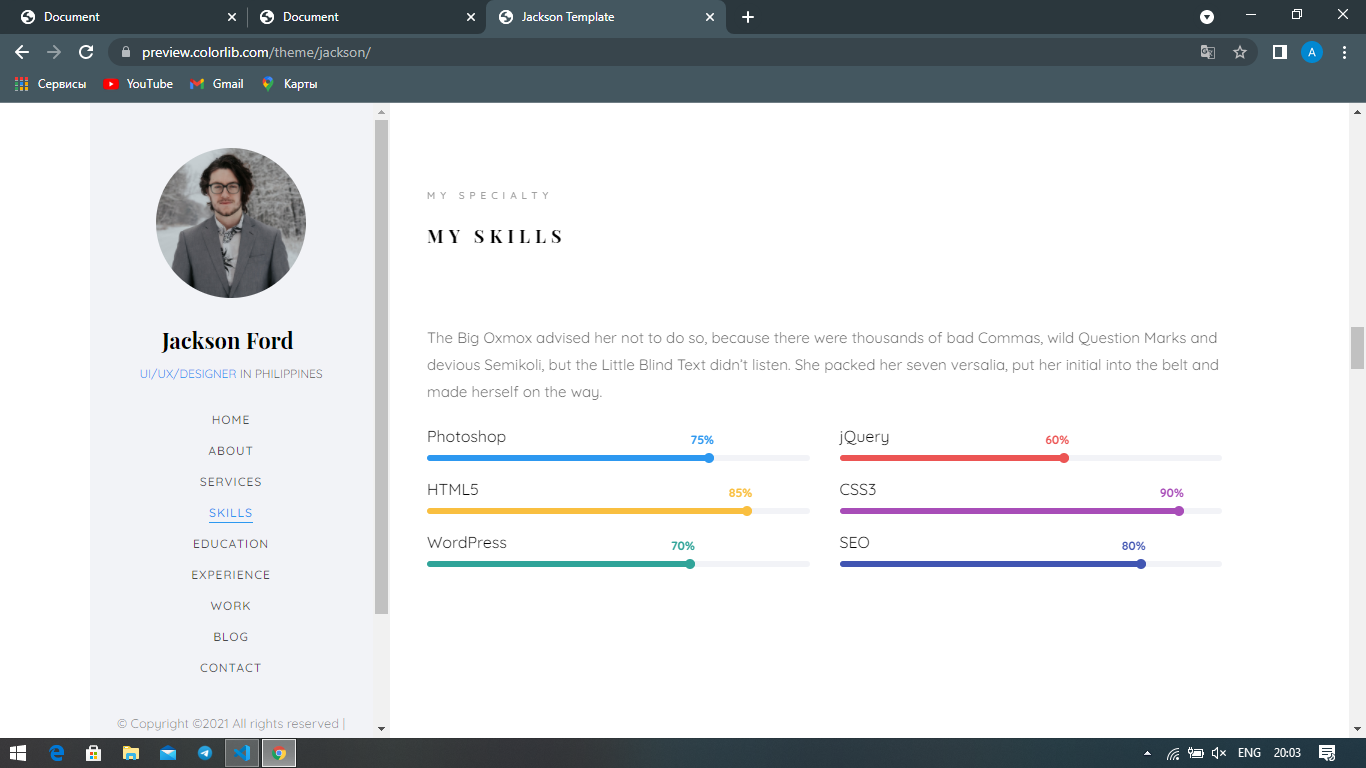 Document
Document
Jackson Template
preview.colorlib.com/theme/jackson/
A
Сервисы
YouTube
Gmail
Карты
Jackson Ford
UI/UX/DESIGNER IN PHILIPPINES
HOME
ABOUT
SERVICES
SKILLS
EDUCATION
EXPERIENCE
WORK
BLOG
CONTACT
© Copyright ©2021 All rights reserved |
MY SPECIALTY
MY SKILLS
The Big Oxmox advised her not to do so, because there were thousands of bad Commas, wild Question Marks and
devious Semikoli, but the Little Blind Text didn’t listen. She packed her seven versalia, put her initial into the belt and
made herself on the way.
Photoshop 75%
jQuery 60%
HTML5 85%
CSS3 90%
WordPress 70%
SEO 80%
ENG 20:03